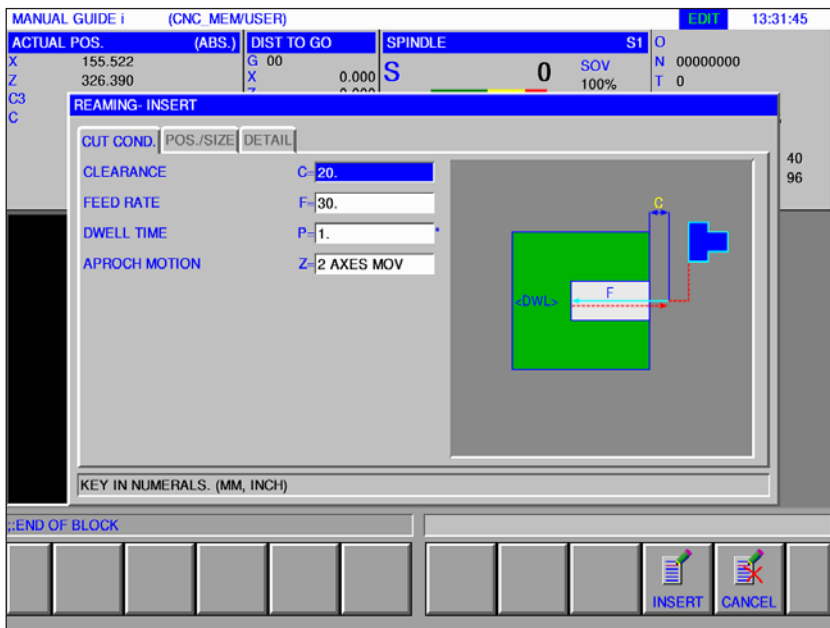 MANUAL GUIDE i (CNC_MEM/USER) EDIT 13:31:45
ACTUAL POS. (ABS.) DIST TO GO SPINDLE S1 O
X 155.522 G 00 S 0 SOV N 00000000
Z 326.390 X 0.000 100% T 0
C3
C
REAMING- INSERT
CUT COND. POS./SIZE DETAIL
CLEARANCE C= 20.
FEED RATE F= 30.
DWELL TIME P= 1. *
APROCH MOTION Z= 2 AXES MOV
40
96
C
<DWL> F
KEY IN NUMERALS. (MM, INCH)
;:END OF BLOCK
INSERT CANCEL